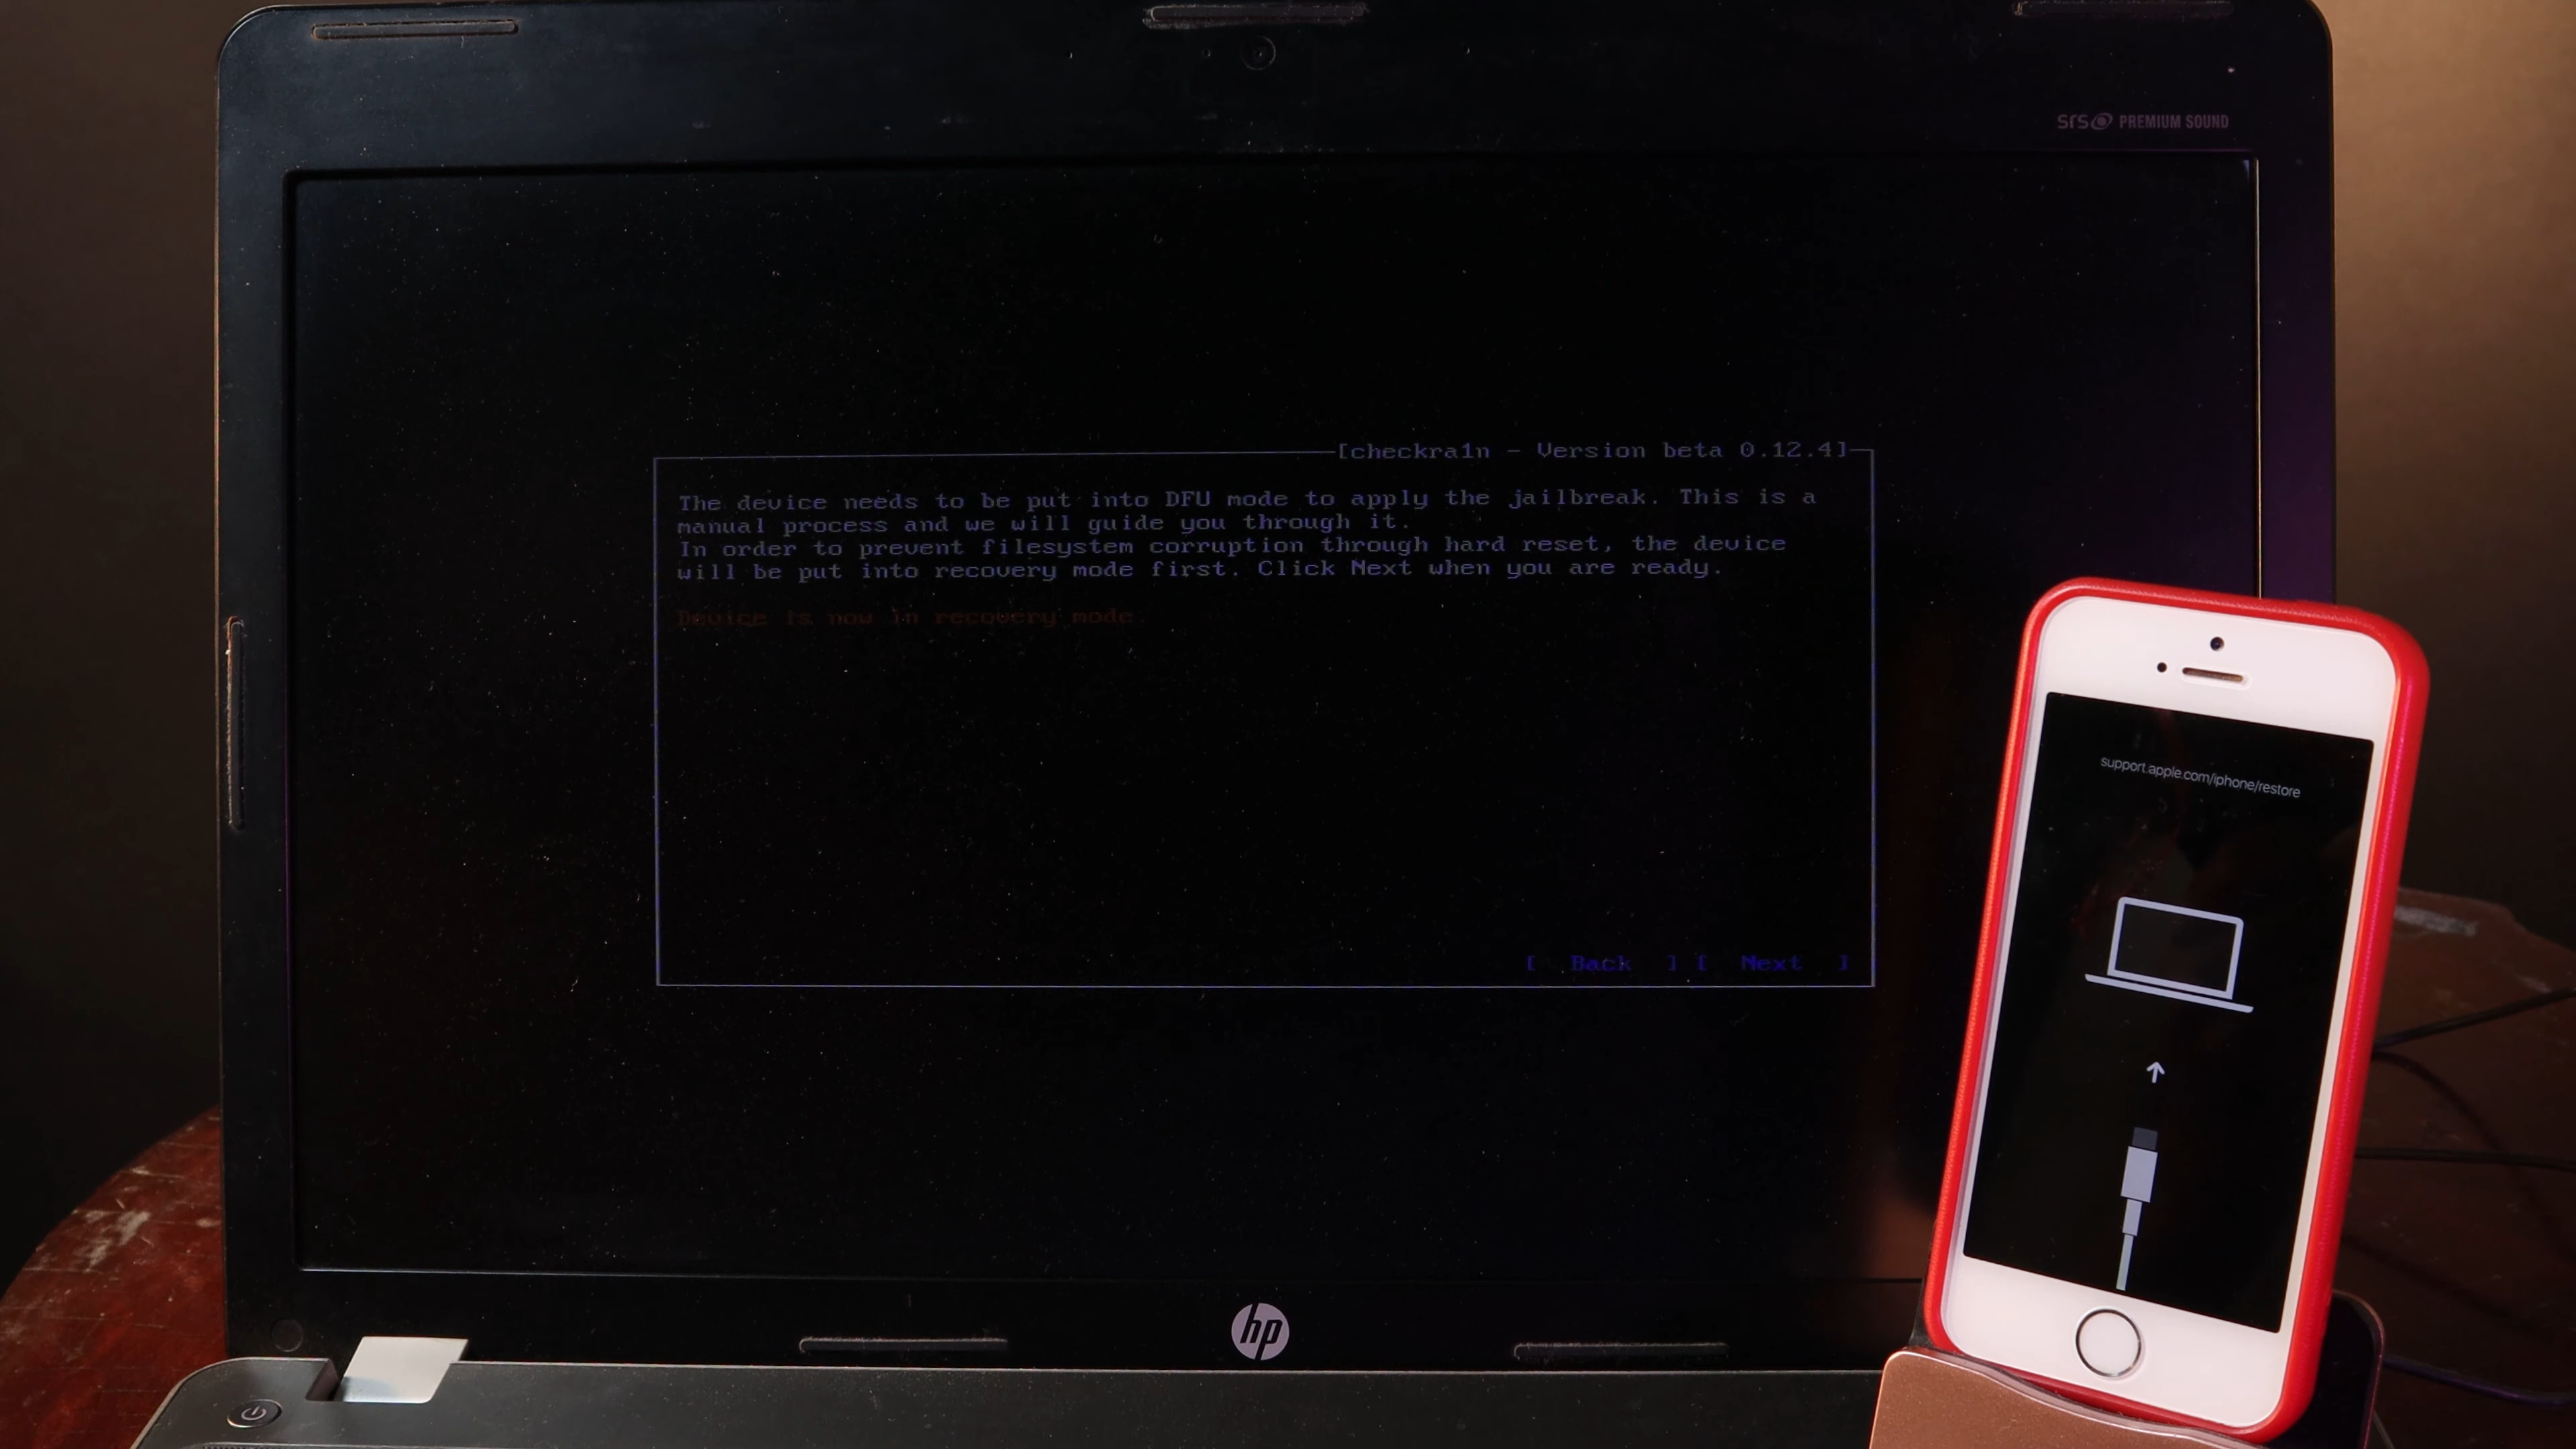 srs PREMIUM SOUND
[checkra1n - Version beta 0.12.4]
The device needs to be put into DFU mode to apply the jailbreak. This is a
manual process and we will guide you through it.
In order to prevent filesystem corruption through hard reset, the device
will be put into recovery mode first. Click Next when you are ready.
Device is now in recovery mode.
[ Back ] [ Next ]
support.apple.com/iphone/restore
hp